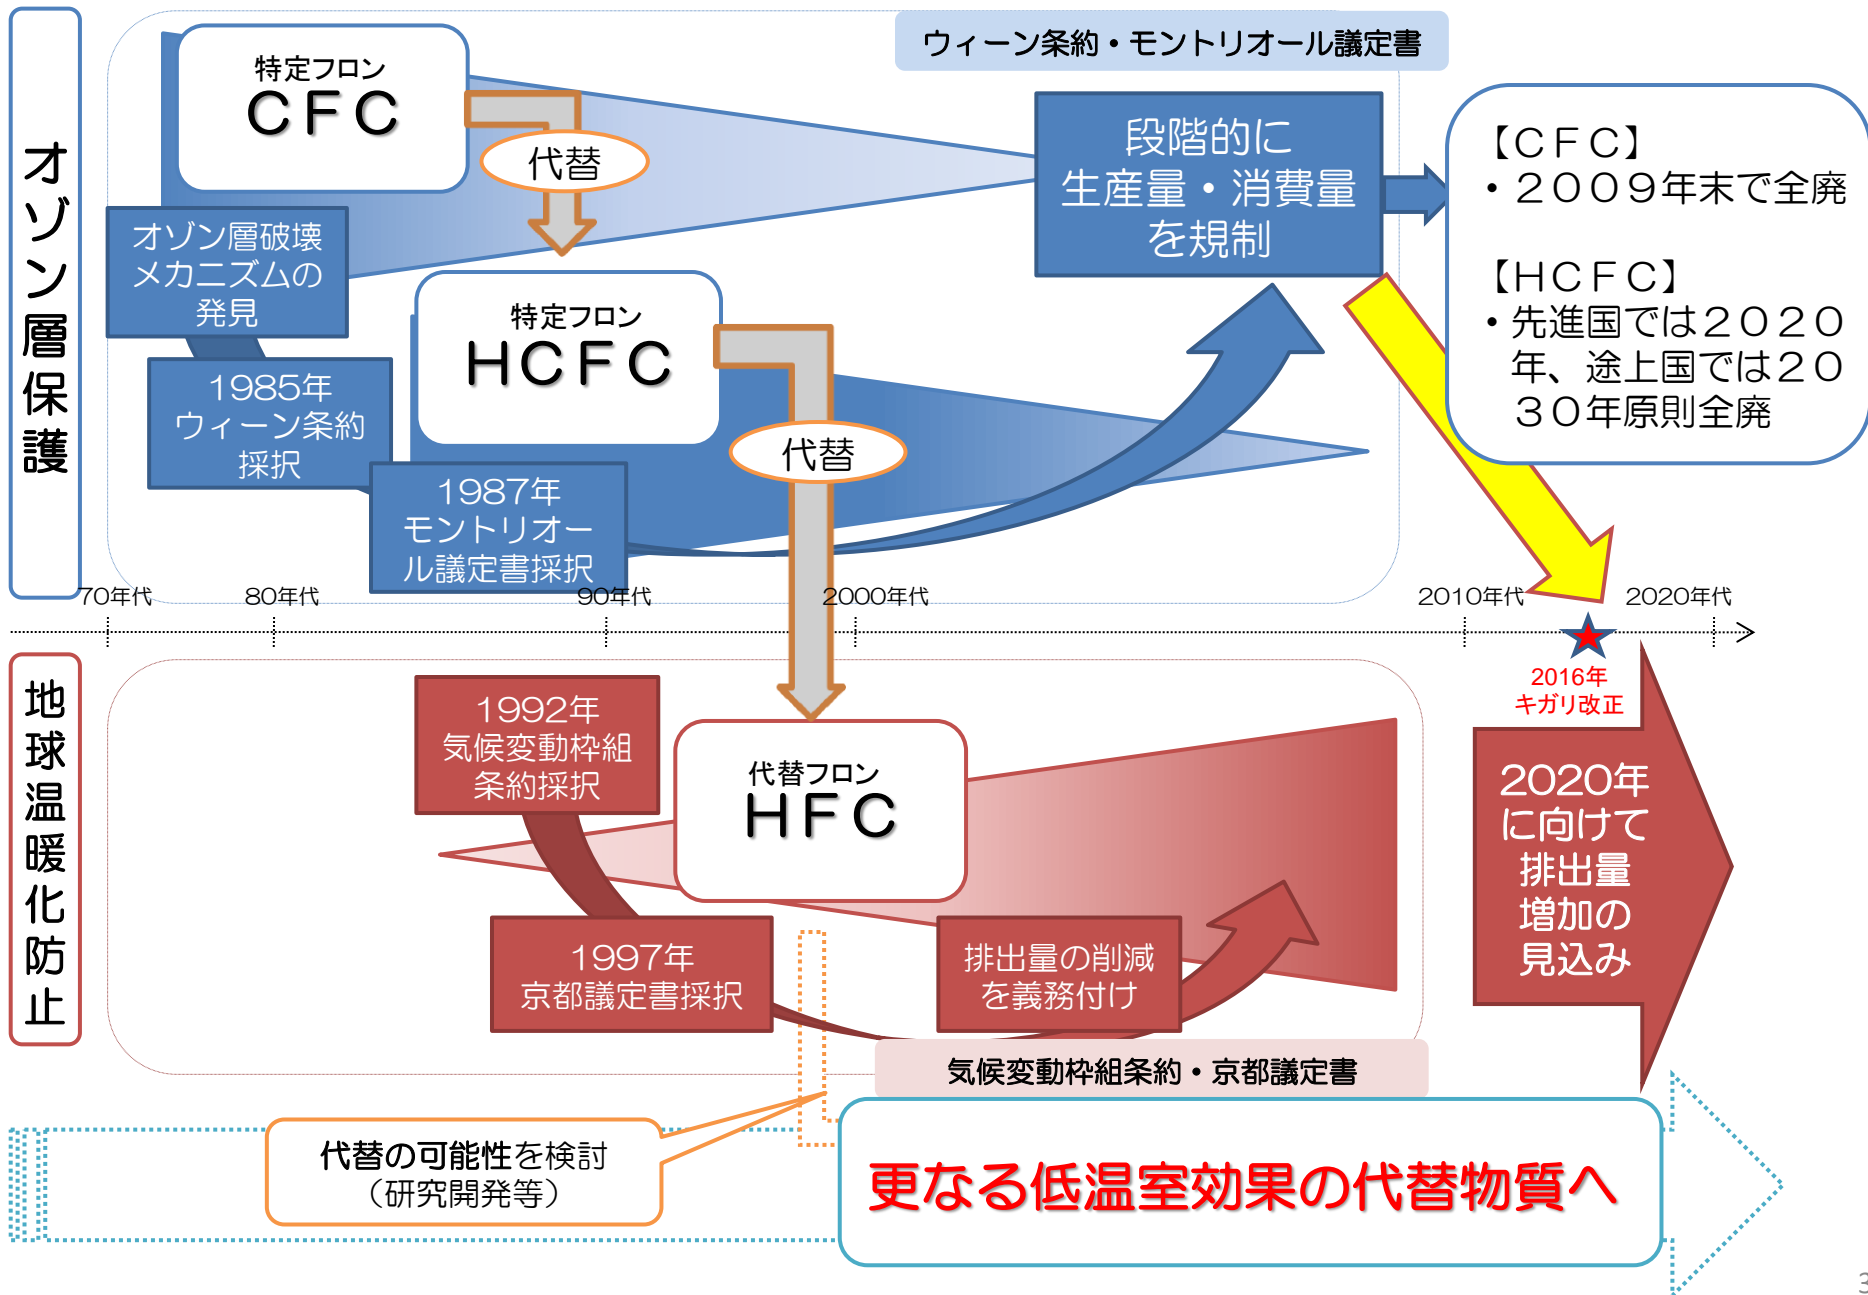 オゾン層保護
ウィーン条約・モントリオール議定書
特定フロン
ＣＦＣ
代替
段階的に
生産量・消費量
を規制
【ＣＦＣ】
・２００９年末で全廃
【ＨＣＦＣ】
・先進国では２０２０
年、途上国では２０
３０年原則全廃
オゾン層破壊
メカニズムの
発見
特定フロン
ＨＣＦＣ
1985年
ウィーン条約
採択
代替
1987年
モントリオー
ル議定書採択
70年代
80年代
90年代
2000年代
2010年代
2020年代
地球温暖化防止
2016年
キガリ改正
1992年
気候変動枠組
条約採択
代替フロン
ＨＦＣ
2020年
に向けて
排出量
増加の
見込み
1997年
京都議定書採択
排出量の削減
を義務付け
気候変動枠組条約・京都議定書
代替の可能性を検討
（研究開発等）
更なる低温室効果の代替物質へ
3